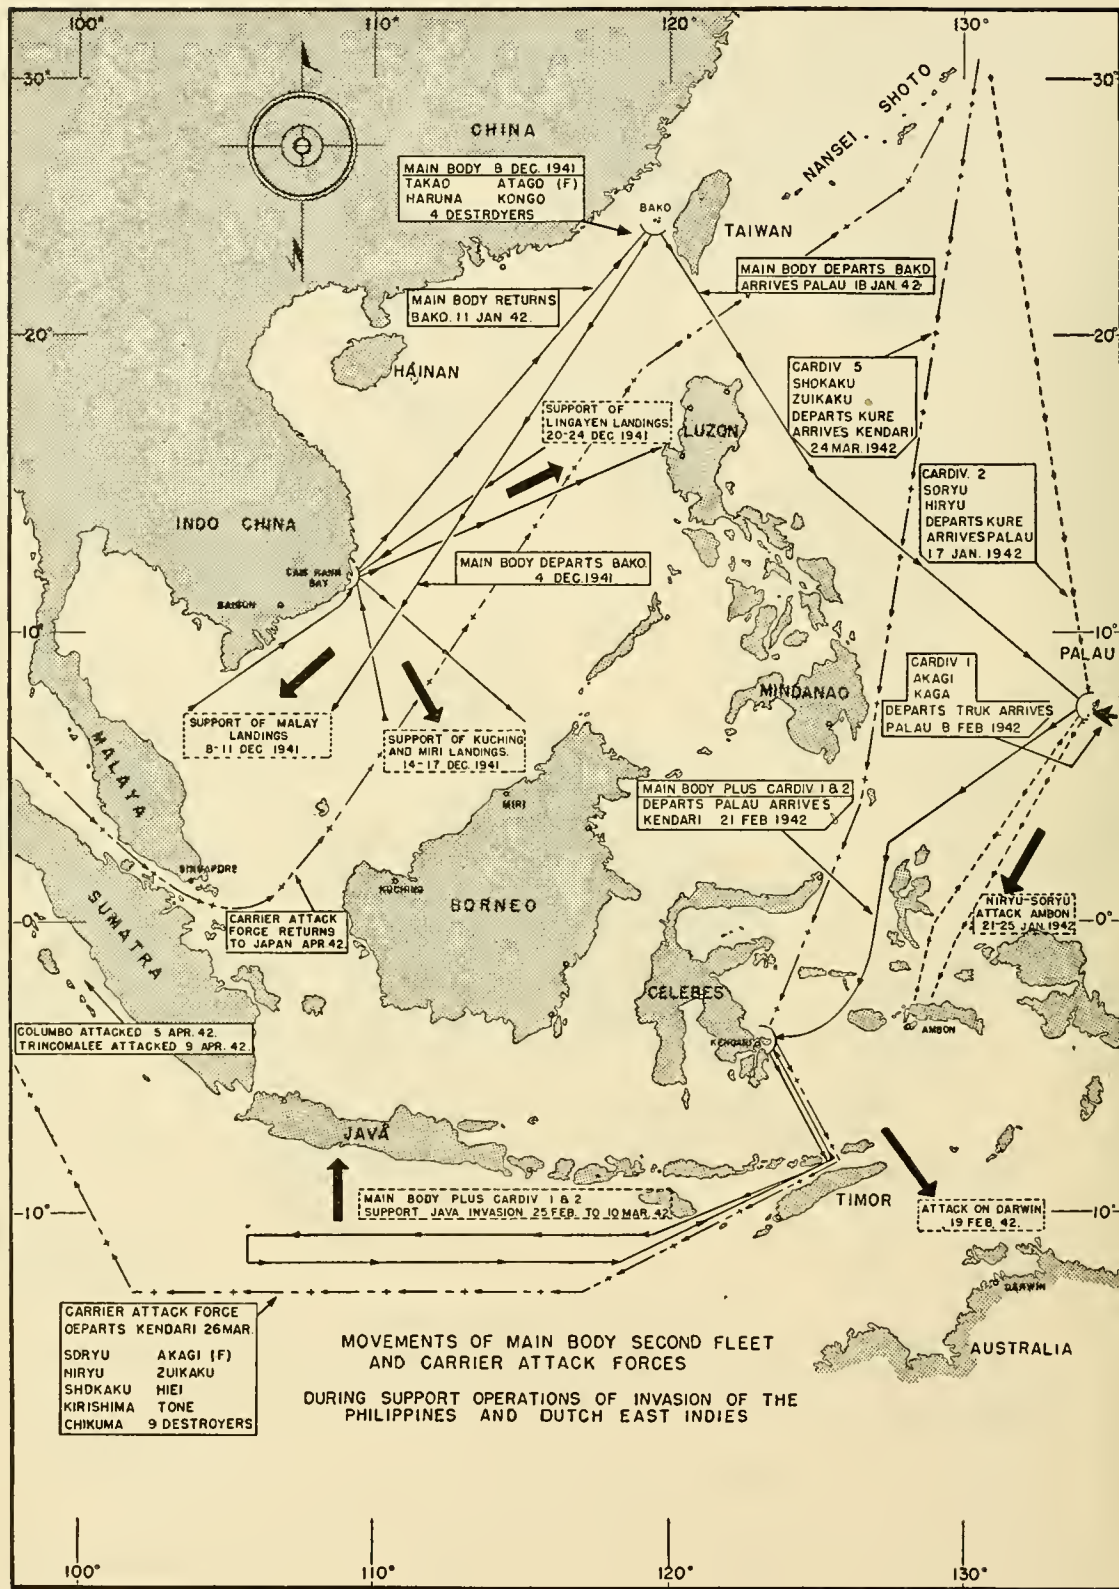 100°
110°
120°
130°
30°
30°
NANSEI SHOTO
CHINA
MAIN BODY 8 DEC. 1941
TAKAO ATAGO (F)
HARUNA KONGO
4 DESTROYERS
BAKO
TAIWAN
MAIN BODY DEPARTS BAKO
ARRIVES PALAU 18 JAN. 42
MAIN BODY RETURNS
BAKO. 11 JAN 42.
20°
20°
HAINAN
CARDIV 5
SHOKAKU
ZUIKAKU
DEPARTS KURE
ARRIVES KENDARI
24 MAR. 1942
SUPPORT OF
LINGAYEN LANDINGS
20-24 DEC 1941
LUZON
CARDIV. 2
SORYU
HIRYU
DEPARTS KURE
ARRIVES PALAU
17 JAN. 1942
INDO CHINA
CAM RANH
BAY
MAIN BODY DEPARTS BAKO.
4 DEC. 1941
SAIGON
10°
10°
PALAU
CARDIV 1
AKAGI
KAGA
DEPARTS TRUK ARRIVES
PALAU 8 FEB 1942
MINDANAO
SUPPORT OF MALAY
LANDINGS
8-11 DEC 1941
SUPPORT OF KUCHING
AND MIRI LANDINGS.
14-17 DEC. 1941
MALAYA
MIRI
MAIN BODY PLUS CARDIV 1 & 2
DEPARTS PALAU ARRIVES
KENDARI 21 FEB 1942
SINGAPORE
KUCHING
SUMATRA
BORNEO
CARRIER ATTACK
FORCE RETURNS
TO JAPAN APR. 42.
NIRYU-SORYU
ATTACK AMBON
21-25 JAN. 1942
0°
0°
CELEBES
COLUMBO ATTACKED 5 APR. 42.
TRINCOMALEE ATTACKED 9 APR. 42.
AMBON
KENDARI
JAVA
MAIN BODY PLUS CARDIV 1 & 2
SUPPORT JAVA INVASION 25 FEB. TO 10 MAR. 42
TIMOR
ATTACK ON DARWIN
19 FEB. 42.
10°
10°
DARWIN
AUSTRALIA
CARRIER ATTACK FORCE
DEPARTS KENDARI 26 MAR.
SORYU AKAGI (F)
HIRYU ZUIKAKU
SHOKAKU HIEI
KIRISHIMA TONE
CHIKUMA 9 DESTROYERS
MOVEMENTS OF MAIN BODY SECOND FLEET
AND CARRIER ATTACK FORCES
DURING SUPPORT OPERATIONS OF INVASION OF THE
PHILIPPINES AND DUTCH EAST INDIES
100°
110°
120°
130°